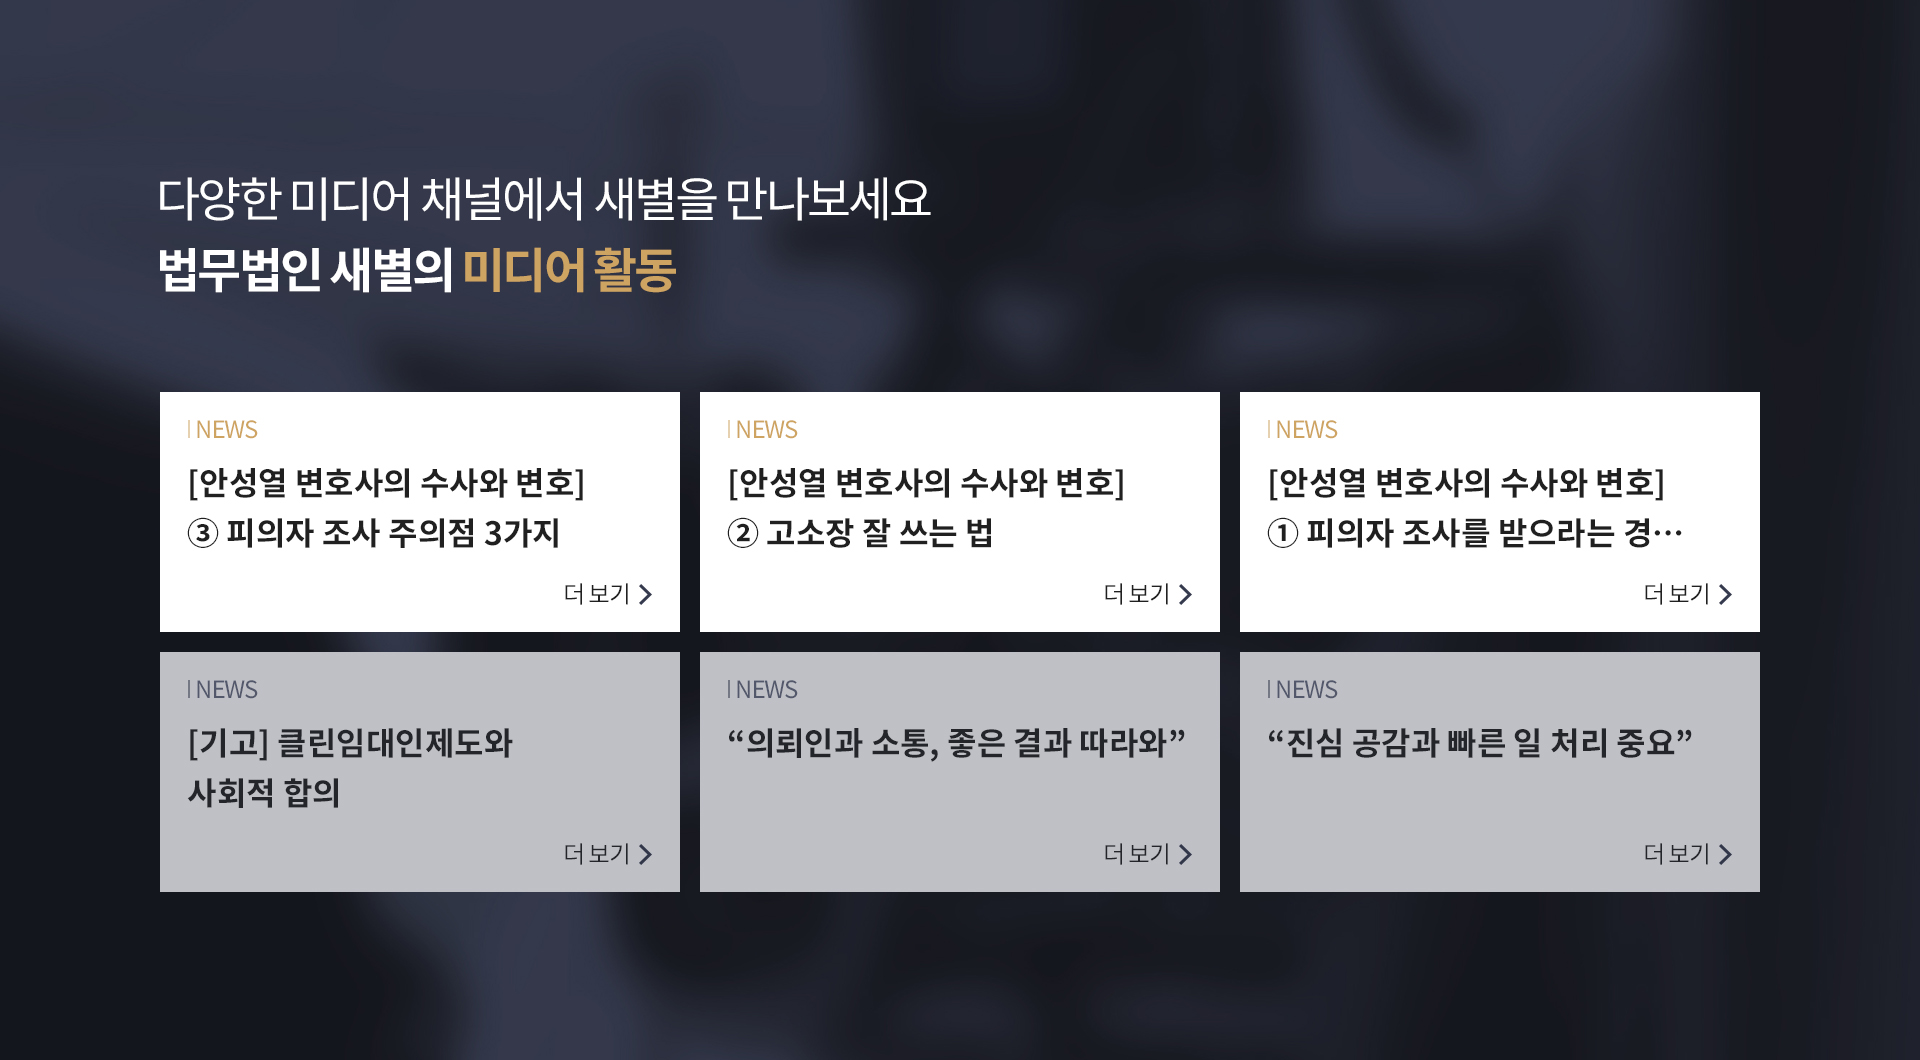 다양한 미디어 채널에서 새별을 만나보세요
법무법인 새별의 미디어 활동
NEWS
[안성열 변호사의 수사와 변호]
③ 피의자 조사 주의점 3가지
더 보기
NEWS
[안성열 변호사의 수사와 변호]
② 고소장 잘 쓰는 법
더 보기
NEWS
[안성열 변호사의 수사와 변호]
① 피의자 조사를 받으라는 경…
더 보기
NEWS
[기고] 클린임대인제도와
사회적 합의
더 보기
NEWS
“의뢰인과 소통, 좋은 결과 따라와”
더 보기
NEWS
“진심 공감과 빠른 일 처리 중요”
더 보기